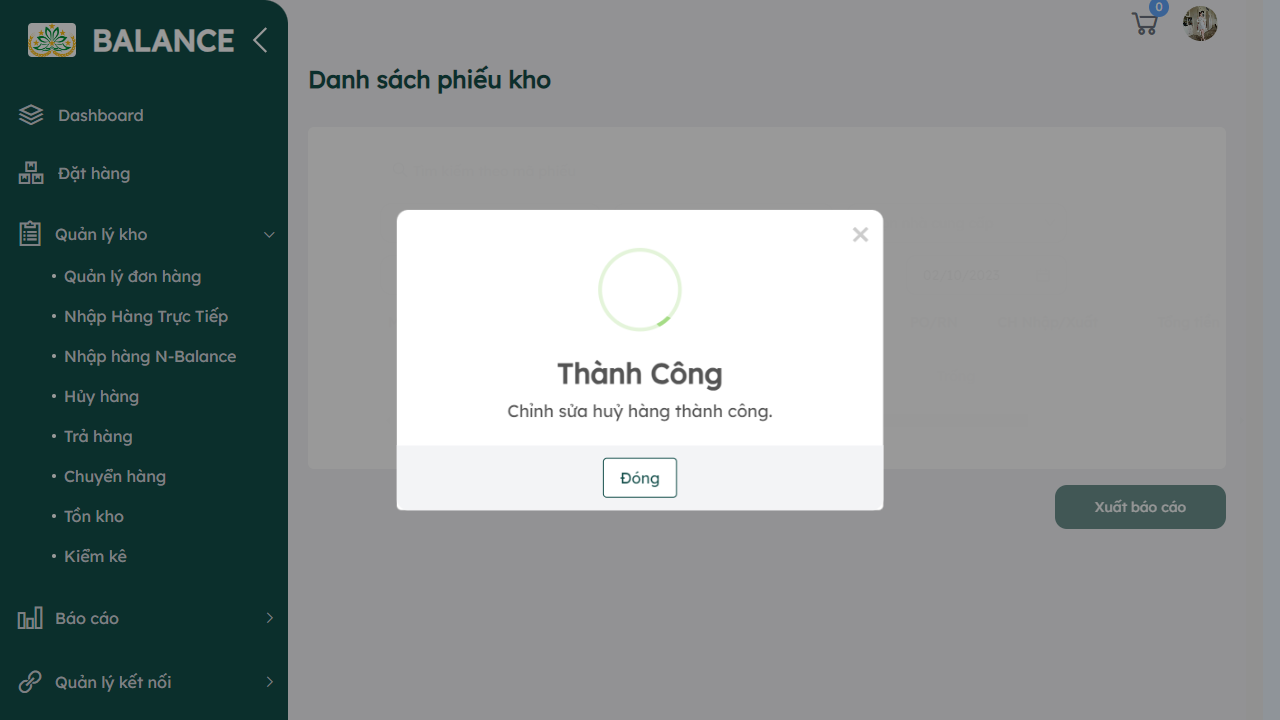 BALANCE
0
Danh sách phiếu kho
Dashboard
Đặt hàng
Quản lý kho
• Quản lý đơn hàng
• Nhập Hàng Trực Tiếp
• Nhập hàng N-Balance
• Hủy hàng
• Trả hàng
• Chuyển hàng
• Tồn kho
• Kiểm kê
Báo cáo
Quản lý kết nối
×
Thành Công
Chỉnh sửa huỷ hàng thành công.
Đóng
Xuất báo cáo